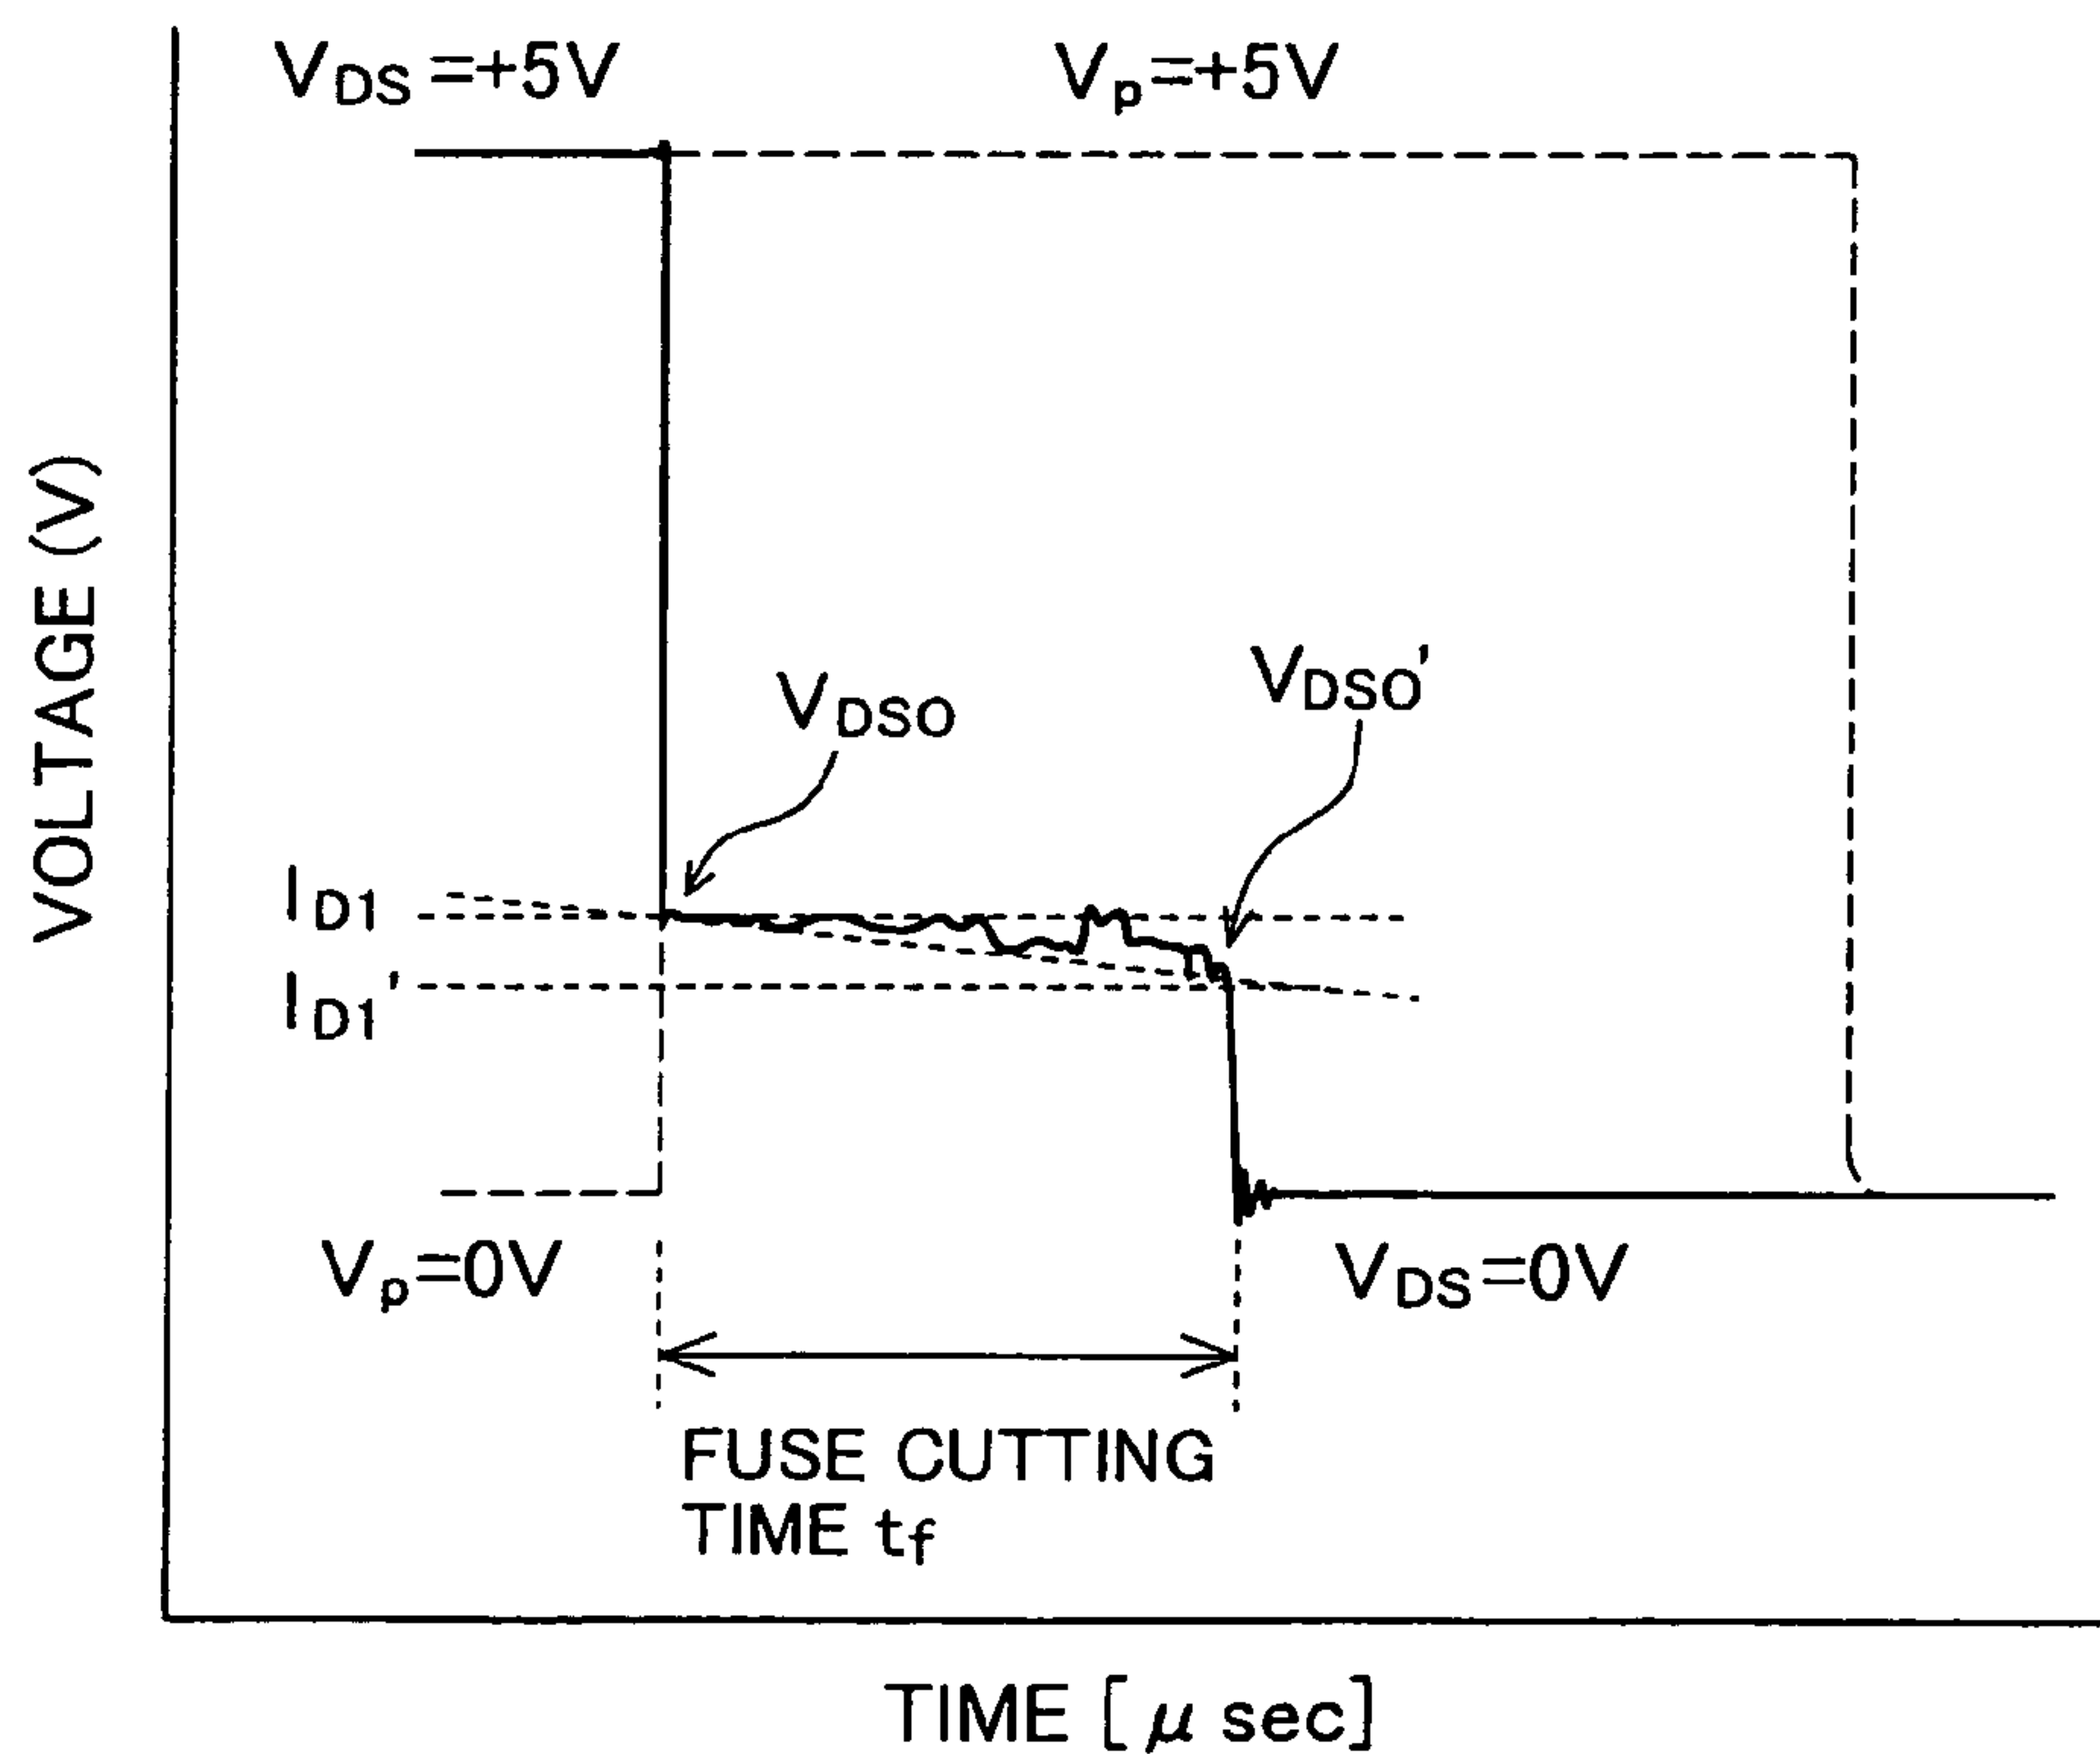 VDS=+5V
Vp=+5V
VOLTAGE (V)
VDSO
VDSO'
ID1
ID1'
Vp=0V
VDS=0V
FUSE CUTTING
TIME tf
TIME [μ sec]